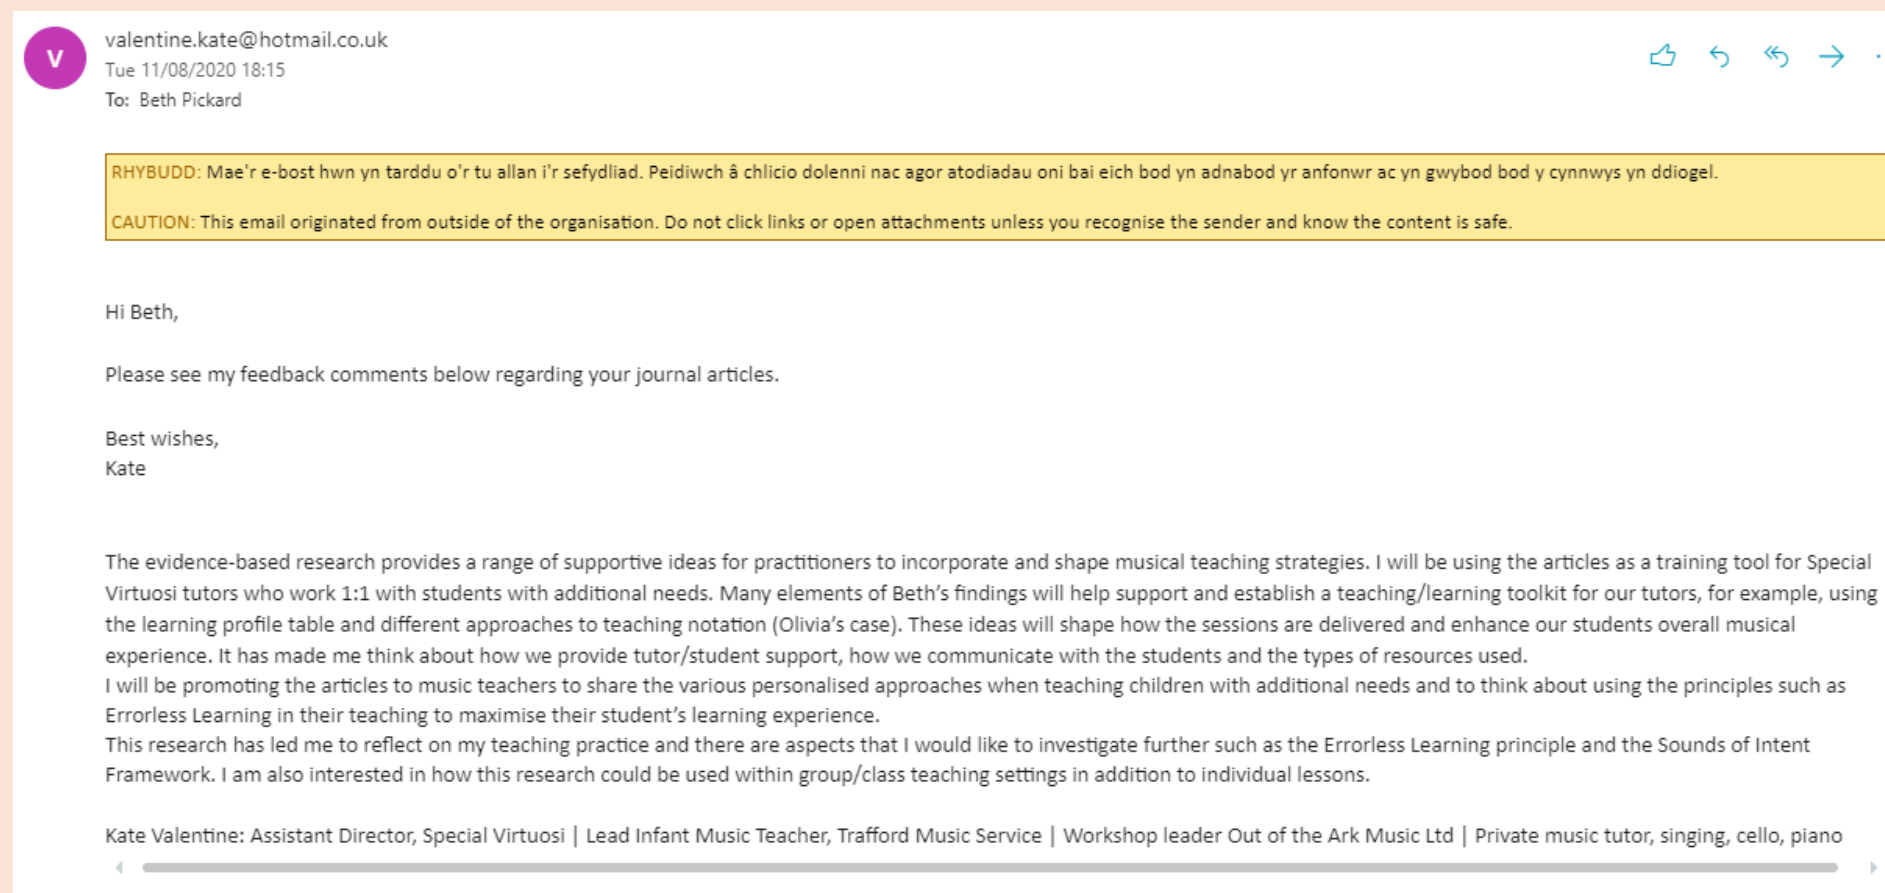 V
valentine.kate@hotmail.co.uk
Tue 11/08/2020 18:15
To: Beth Pickard
RHYBUDD: Mae'r e-bost hwn yn tarddu o'r tu allan i'r sefydliad. Peidiwch â chlicio dolenni nac agor atodiadau oni bai eich bod yn adnabod yr anfonwr ac yn gwybod bod y cynnwys yn ddiogel.
CAUTION: This email originated from outside of the organisation. Do not click links or open attachments unless you recognise the sender and know the content is safe.
Hi Beth,
Please see my feedback comments below regarding your journal articles.
Best wishes,
Kate
The evidence-based research provides a range of supportive ideas for practitioners to incorporate and shape musical teaching strategies. I will be using the articles as a training tool for Special
Virtuosi tutors who work 1:1 with students with additional needs. Many elements of Beth's findings will help support and establish a teaching/learning toolkit for our tutors, for example, using
the learning profile table and different approaches to teaching notation (Olivia's case). These ideas will shape how the sessions are delivered and enhance our students overall musical
experience. It has made me think about how we provide tutor/student support, how we communicate with the students and the types of resources used.
I will be promoting the articles to music teachers to share the various personalised approaches when teaching children with additional needs and to think about using the principles such as
Errorless Learning in their teaching to maximise their student's learning experience.
This research has led me to reflect on my teaching practice and there are aspects that I would like to investigate further such as the Errorless Learning principle and the Sounds of Intent
Framework. I am also interested in how this research could be used within group/class teaching settings in addition to individual lessons.
Kate Valentine: Assistant Director, Special Virtuosi | Lead Infant Music Teacher, Trafford Music Service | Workshop leader Out of the Ark Music Ltd | Private music tutor, singing, cello, piano